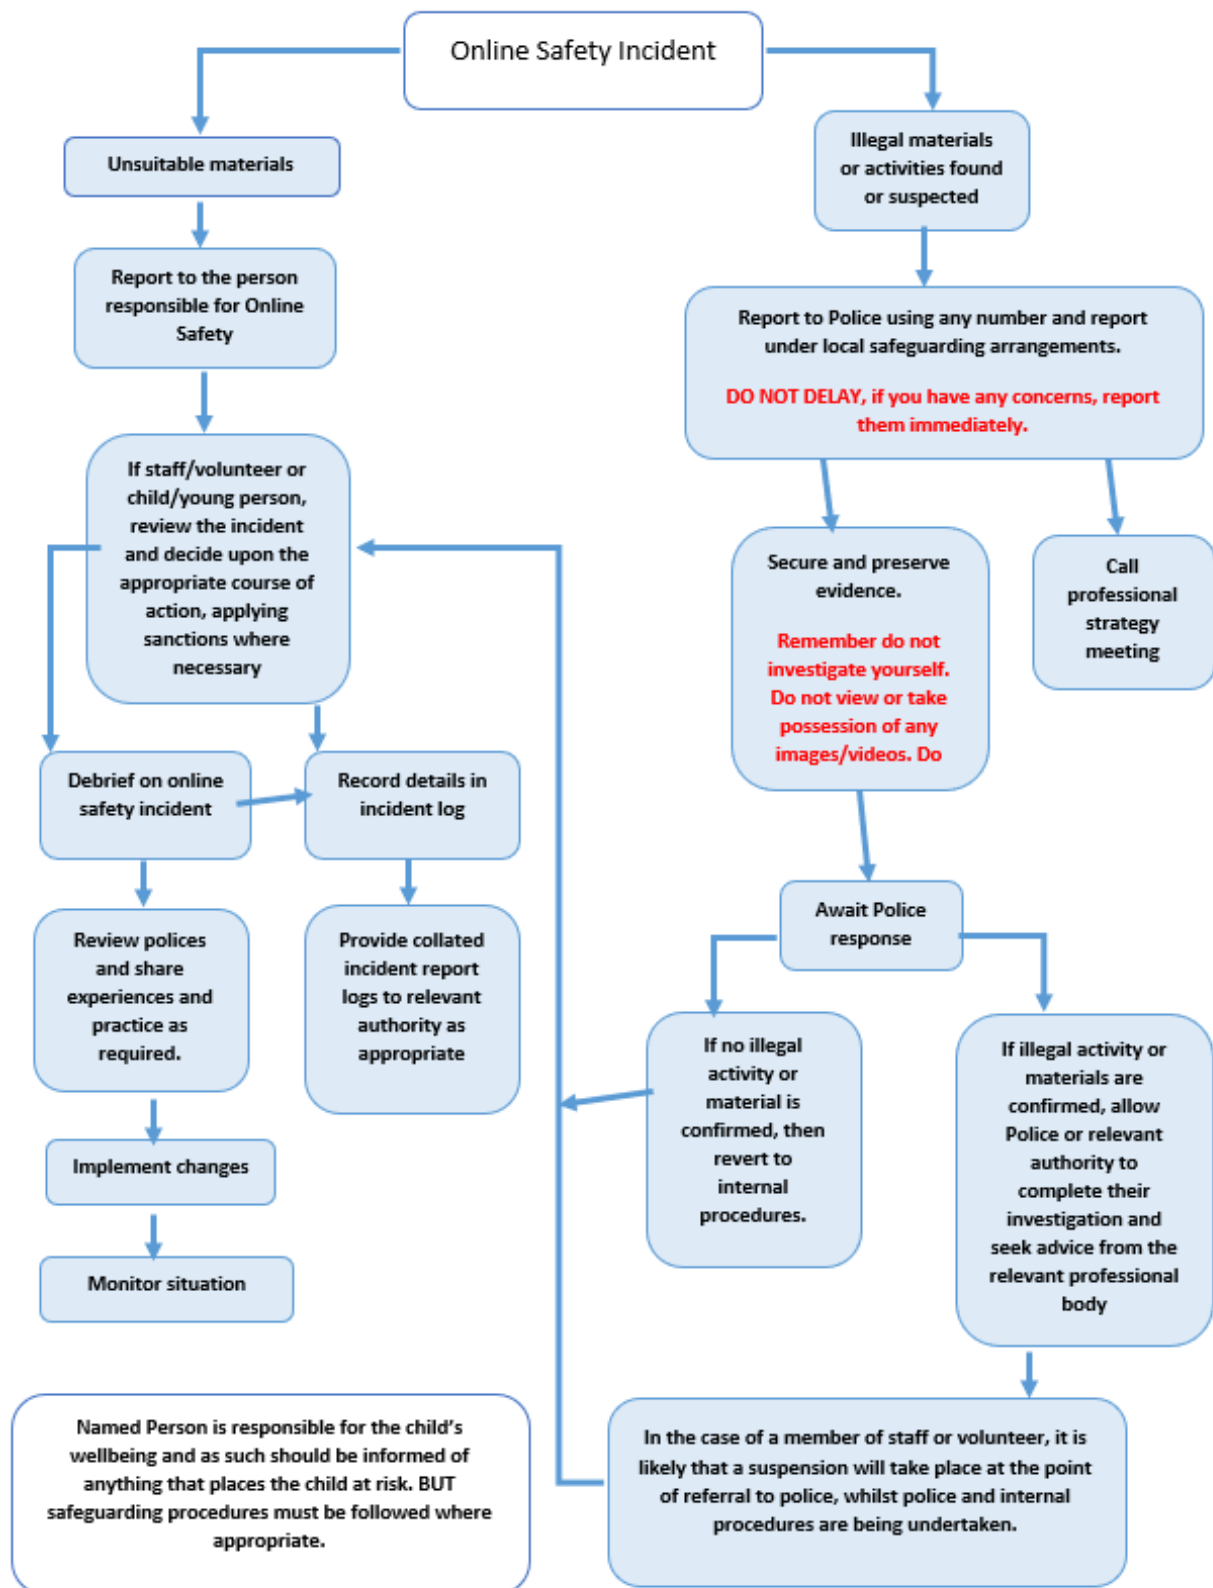 Online Safety Incident
Unsuitable materials
Illegal materials
or activities found
or suspected
Report to the person
responsible for Online
Safety
Report to Police using any number and report
under local safeguarding arrangements.
DO NOT DELAY, if you have any concerns, report
them immediately.
If staff/volunteer or
child/young person,
review the incident
and decide upon the
appropriate course of
action, applying
sanctions where
necessary
Secure and preserve
evidence.
Remember do not
investigate yourself.
Do not view or take
possession of any
images/videos. Do
Call
professional
strategy
meeting
Debrief on online
safety incident
Record details in
incident log
Review polices
and share
experiences and
practice as
required.
Provide collated
incident report
logs to relevant
authority as
appropriate
Await Police
response
If no illegal
activity or
material is
confirmed, then
revert to
internal
procedures.
If illegal activity or
materials are
confirmed, allow
Police or relevant
authority to
complete their
investigation and
seek advice from the
relevant professional
body
Implement changes
Monitor situation
Named Person is responsible for the child's
wellbeing and as such should be informed of
anything that places the child at risk. BUT
safeguarding procedures must be followed where
appropriate.
In the case of a member of staff or volunteer, it is
likely that a suspension will take place at the point
of referral to police, whilst police and internal
procedures are being undertaken.